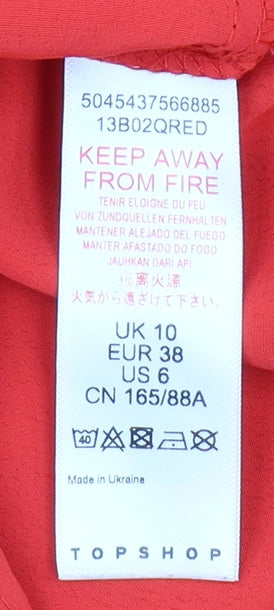 5045437566885
13B02QRED
KEEP AWAY
FROM FIRE
TENIR ELOIGNE DU FEU
VON ZUNDQUELLEN FERNHALTEN
MANTENER ALEJADO DEL FUEGO
MANTER AFASTADO DO FOGO
JAUHKAN DARI API
元离火源
火気から遠ざけて下さい。
UK 10
EUR 38
US 6
CN 165/88A
40
Made in Ukraine
TOPSHOP